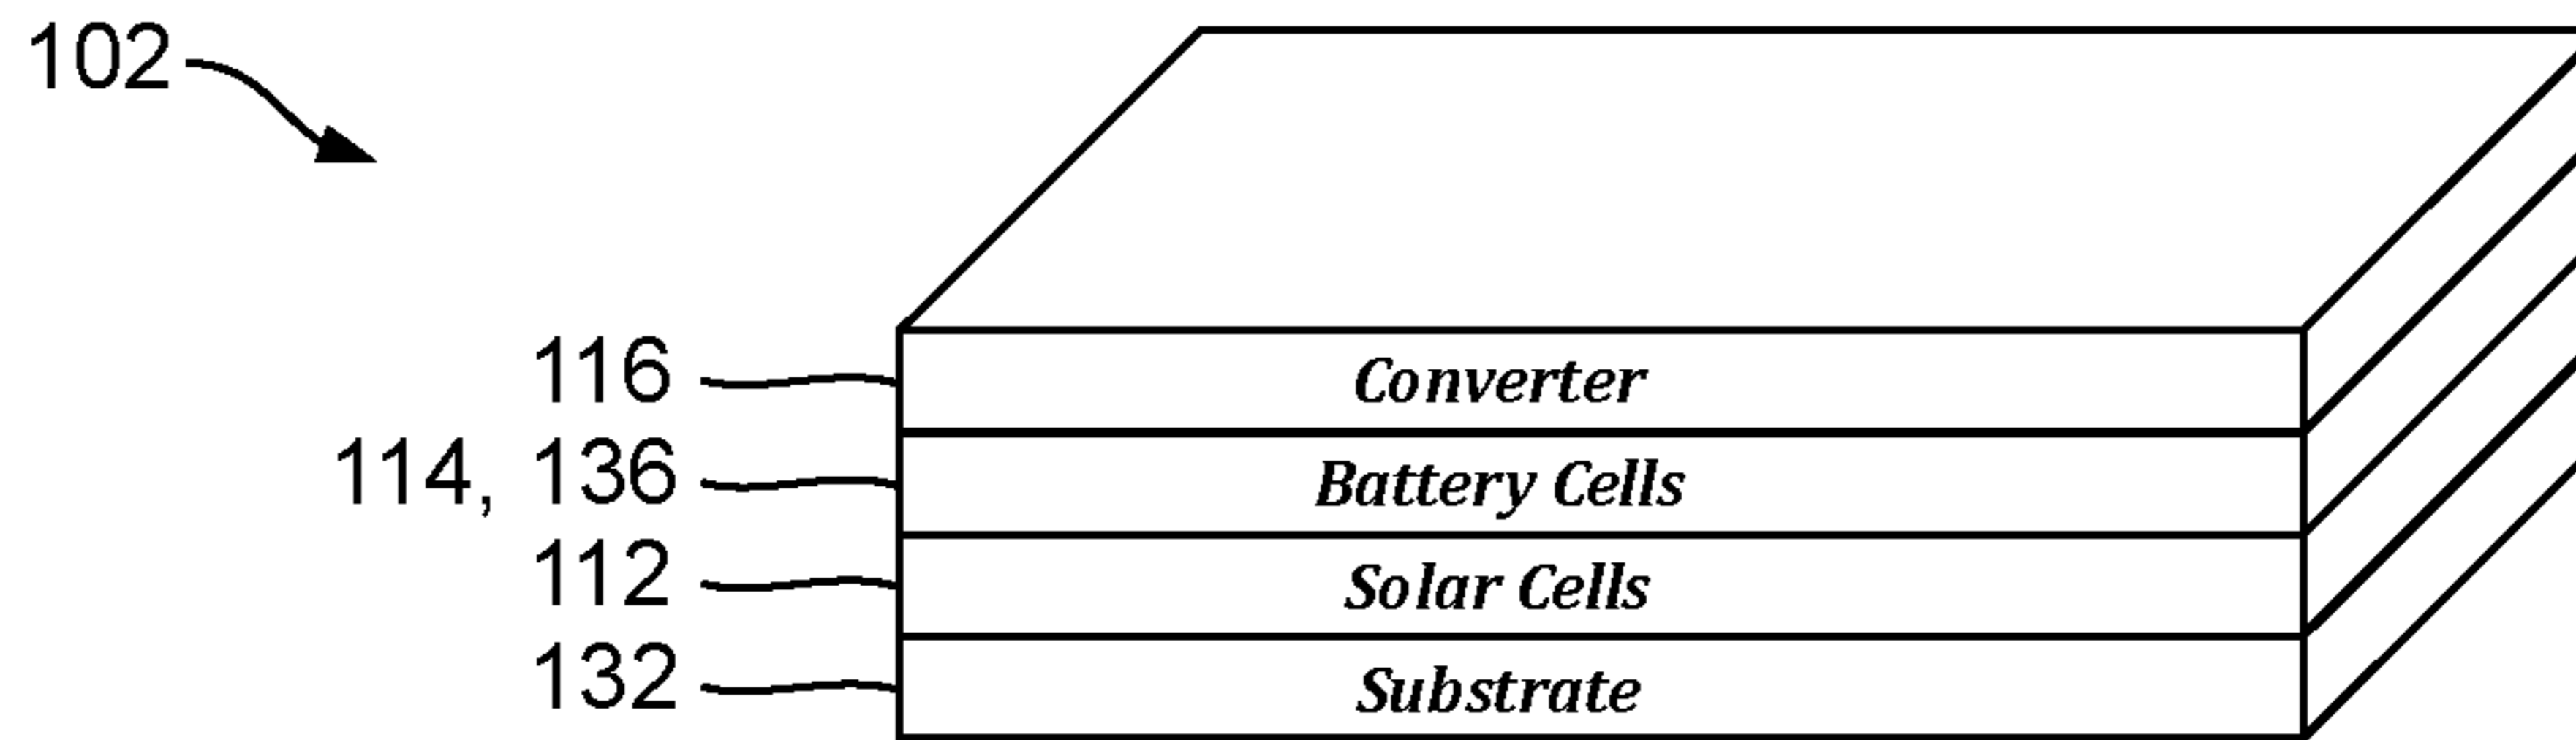 102
116 Converter
114, 136 Battery Cells
112 Solar Cells
132 Substrate